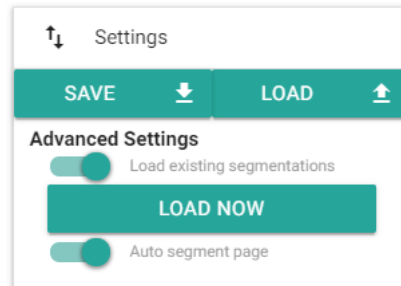 Settings
SAVE LOAD
Advanced Settings
Load existing segmentations
LOAD NOW
Auto segment page